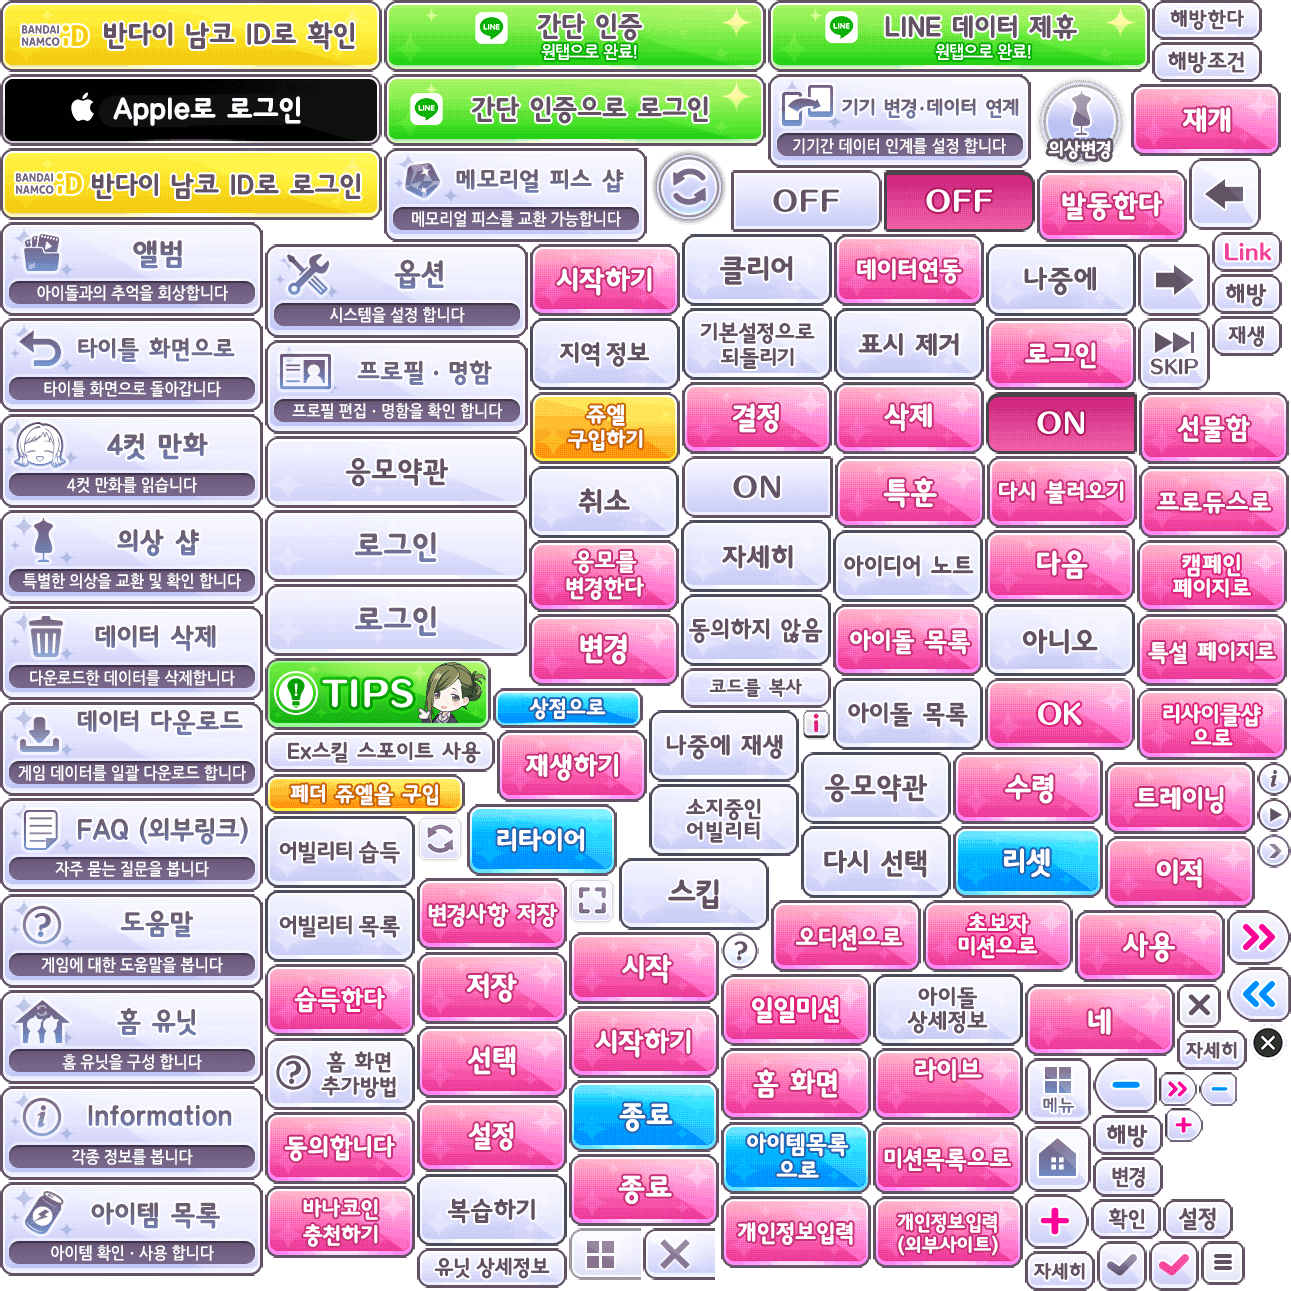 BANDAI
NAMCO iD 반다이 남코 ID로 확인
간단 인증
원탭으로 완료!
LINE
LINE 데이터 제휴
원탭으로 완료!
LINE
해방한다
해방조건
Apple로 로그인
LINE
간단 인증으로 로그인
기기 변경·데이터 연계
기기간 데이터 인계를 설정 합니다
의상변경
재개
BANDAI
NAMCO iD 반다이 남코 ID로 로그인
메모리얼 피스 샵
메모리얼 피스를 교환 가능합니다
OFF
OFF
발동한다
앨범
아이돌과의 추억을 회상합니다
타이틀 화면으로
타이틀 화면으로 돌아갑니다
4컷 만화
4컷 만화를 읽습니다
의상 샵
특별한 의상을 교환 및 확인 합니다
데이터 삭제
다운로드한 데이터를 삭제합니다
데이터 다운로드
게임 데이터를 일괄 다운로드 합니다
FAQ (외부링크)
자주 묻는 질문을 봅니다
도움말
게임에 대한 도움말을 봅니다
홈 유닛
홈 유닛을 구성 합니다
Information
각종 정보를 봅니다
아이템 목록
아이템 확인 · 사용 합니다
옵션
시스템을 설정 합니다
프로필 · 명함
프로필 편집 · 명함을 확인 합니다
응모약관
로그인
로그인
TIPS
Ex스킬 스포이트 사용
페더 쥬엘을 구입
어빌리티 습득
어빌리티 목록
습득한다
홈 화면
추가방법
동의합니다
바나코인
충천하기
시작하기
지역 정보
쥬엘
구입하기
취소
응모를
변경한다
변경
상점으로
재생하기
리타이어
변경사항 저장
저장
선택
설정
복습하기
유닛 상세정보
클리어
기본설정으로
되돌리기
결정
ON
자세히
동의하지 않음
코드를 복사
나중에 재생
소지중인
어빌리티
스킵
시작
시작하기
종료
종료
데이터연동
표시 제거
삭제
특훈
아이디어 노트
아이돌 목록
아이돌 목록
응모약관
다시 선택
오디션으로
일일미션
홈 화면
아이템목록
으로
개인정보입력
나중에
로그인
ON
다시 불러오기
다음
아니오
OK
수령
리셋
초보자
미션으로
아이돌
상세정보
라이브
미션목록으로
개인정보입력
(외부사이트)
Link
해방
재생
SKIP
선물함
프로듀스로
캠페인
페이지로
특설 페이지로
리사이클샵
으로
트레이닝
이적
사용
네
자세히
메뉴
해방
변경
확인
설정
자세히